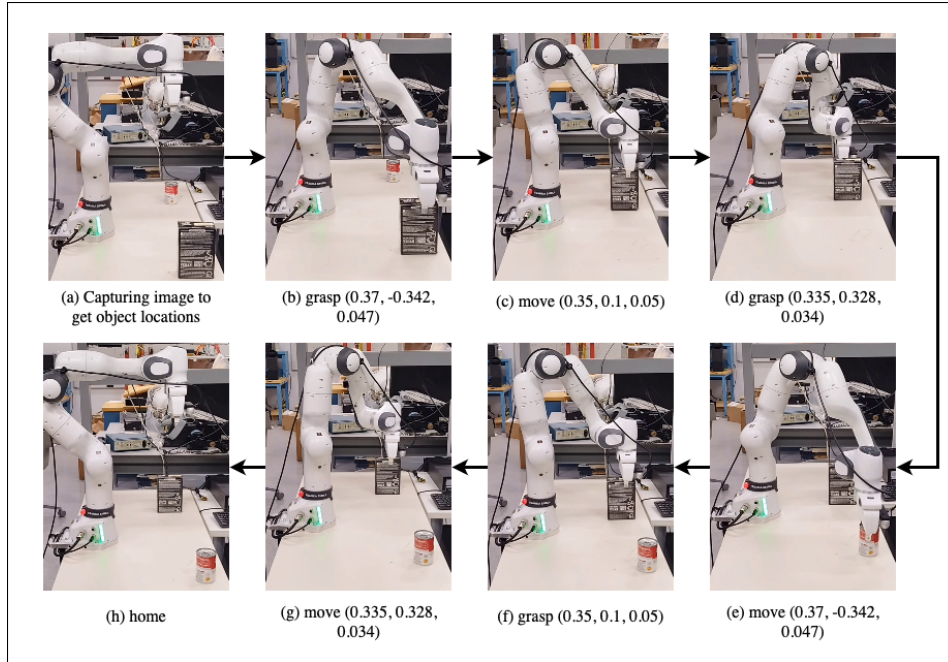 (a) Capturing image to
get object locations
(b) grasp (0.37, -0.342,
0.047)
(c) move (0.35, 0.1, 0.05)
(d) grasp (0.335, 0.328,
0.034)
(h) home
(g) move (0.335, 0.328,
0.034)
(f) grasp (0.35, 0.1, 0.05)
(e) move (0.37, -0.342,
0.047)